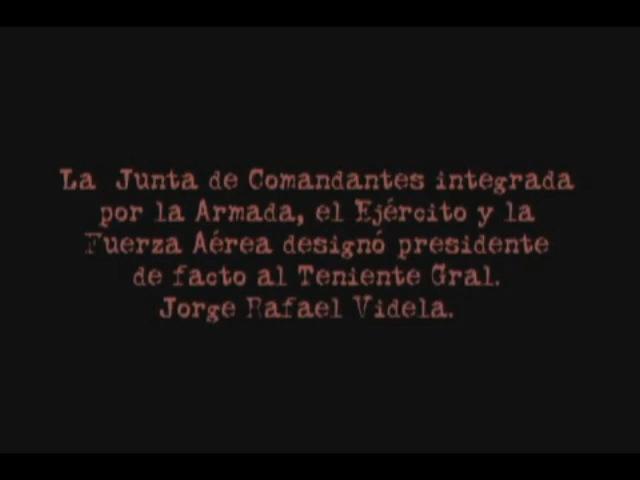 La Junta de Comandantes integrada
por la Armada, el Ejército y la
Fuerza Aérea designó presidente
de facto al Teniente Gral.
Jorge Rafael Videla.